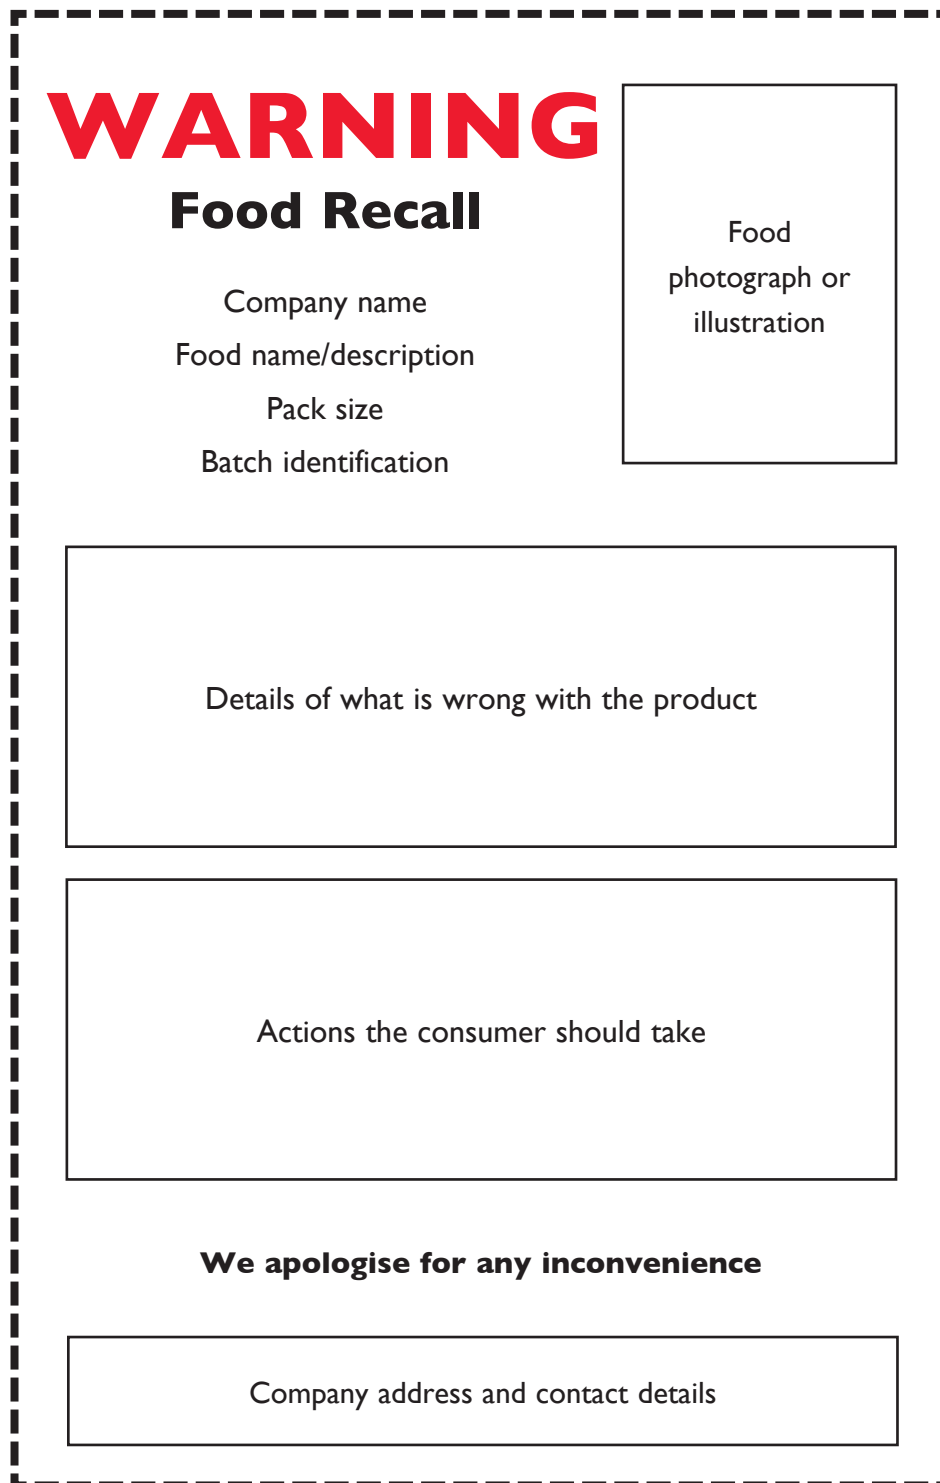 WARNING
Food Recall
Company name
Food name/description
Pack size
Batch identification
Food
photograph or
illustration
Details of what is wrong with the product
Actions the consumer should take
We apologise for any inconvenience
Company address and contact details